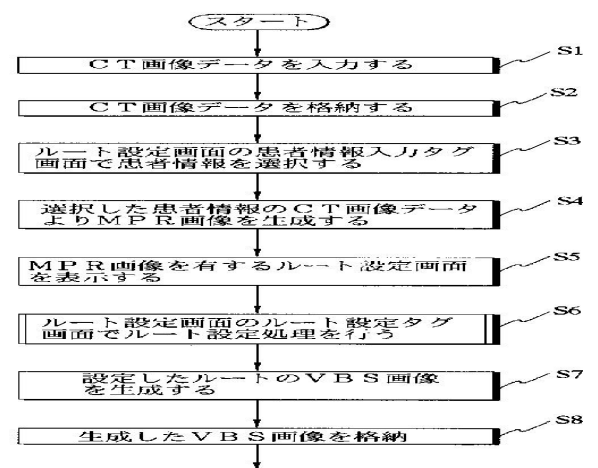 スタート
CT画像データを入力する
S1
CT画像データを格納する
S2
ルート設定画面の患者情報入力タグ
画面で患者情報を選択する
S3
選択した患者情報のCT画像データ
よりMPR画像を生成する
S4
MPR画像を有するルート設定画面
を表示する
S5
ルート設定画面のルート設定タグ
画面でルート設定処理を行う
S6
設定したルートのVBS画像
を生成する
S7
生成したVBS画像を格納
S8